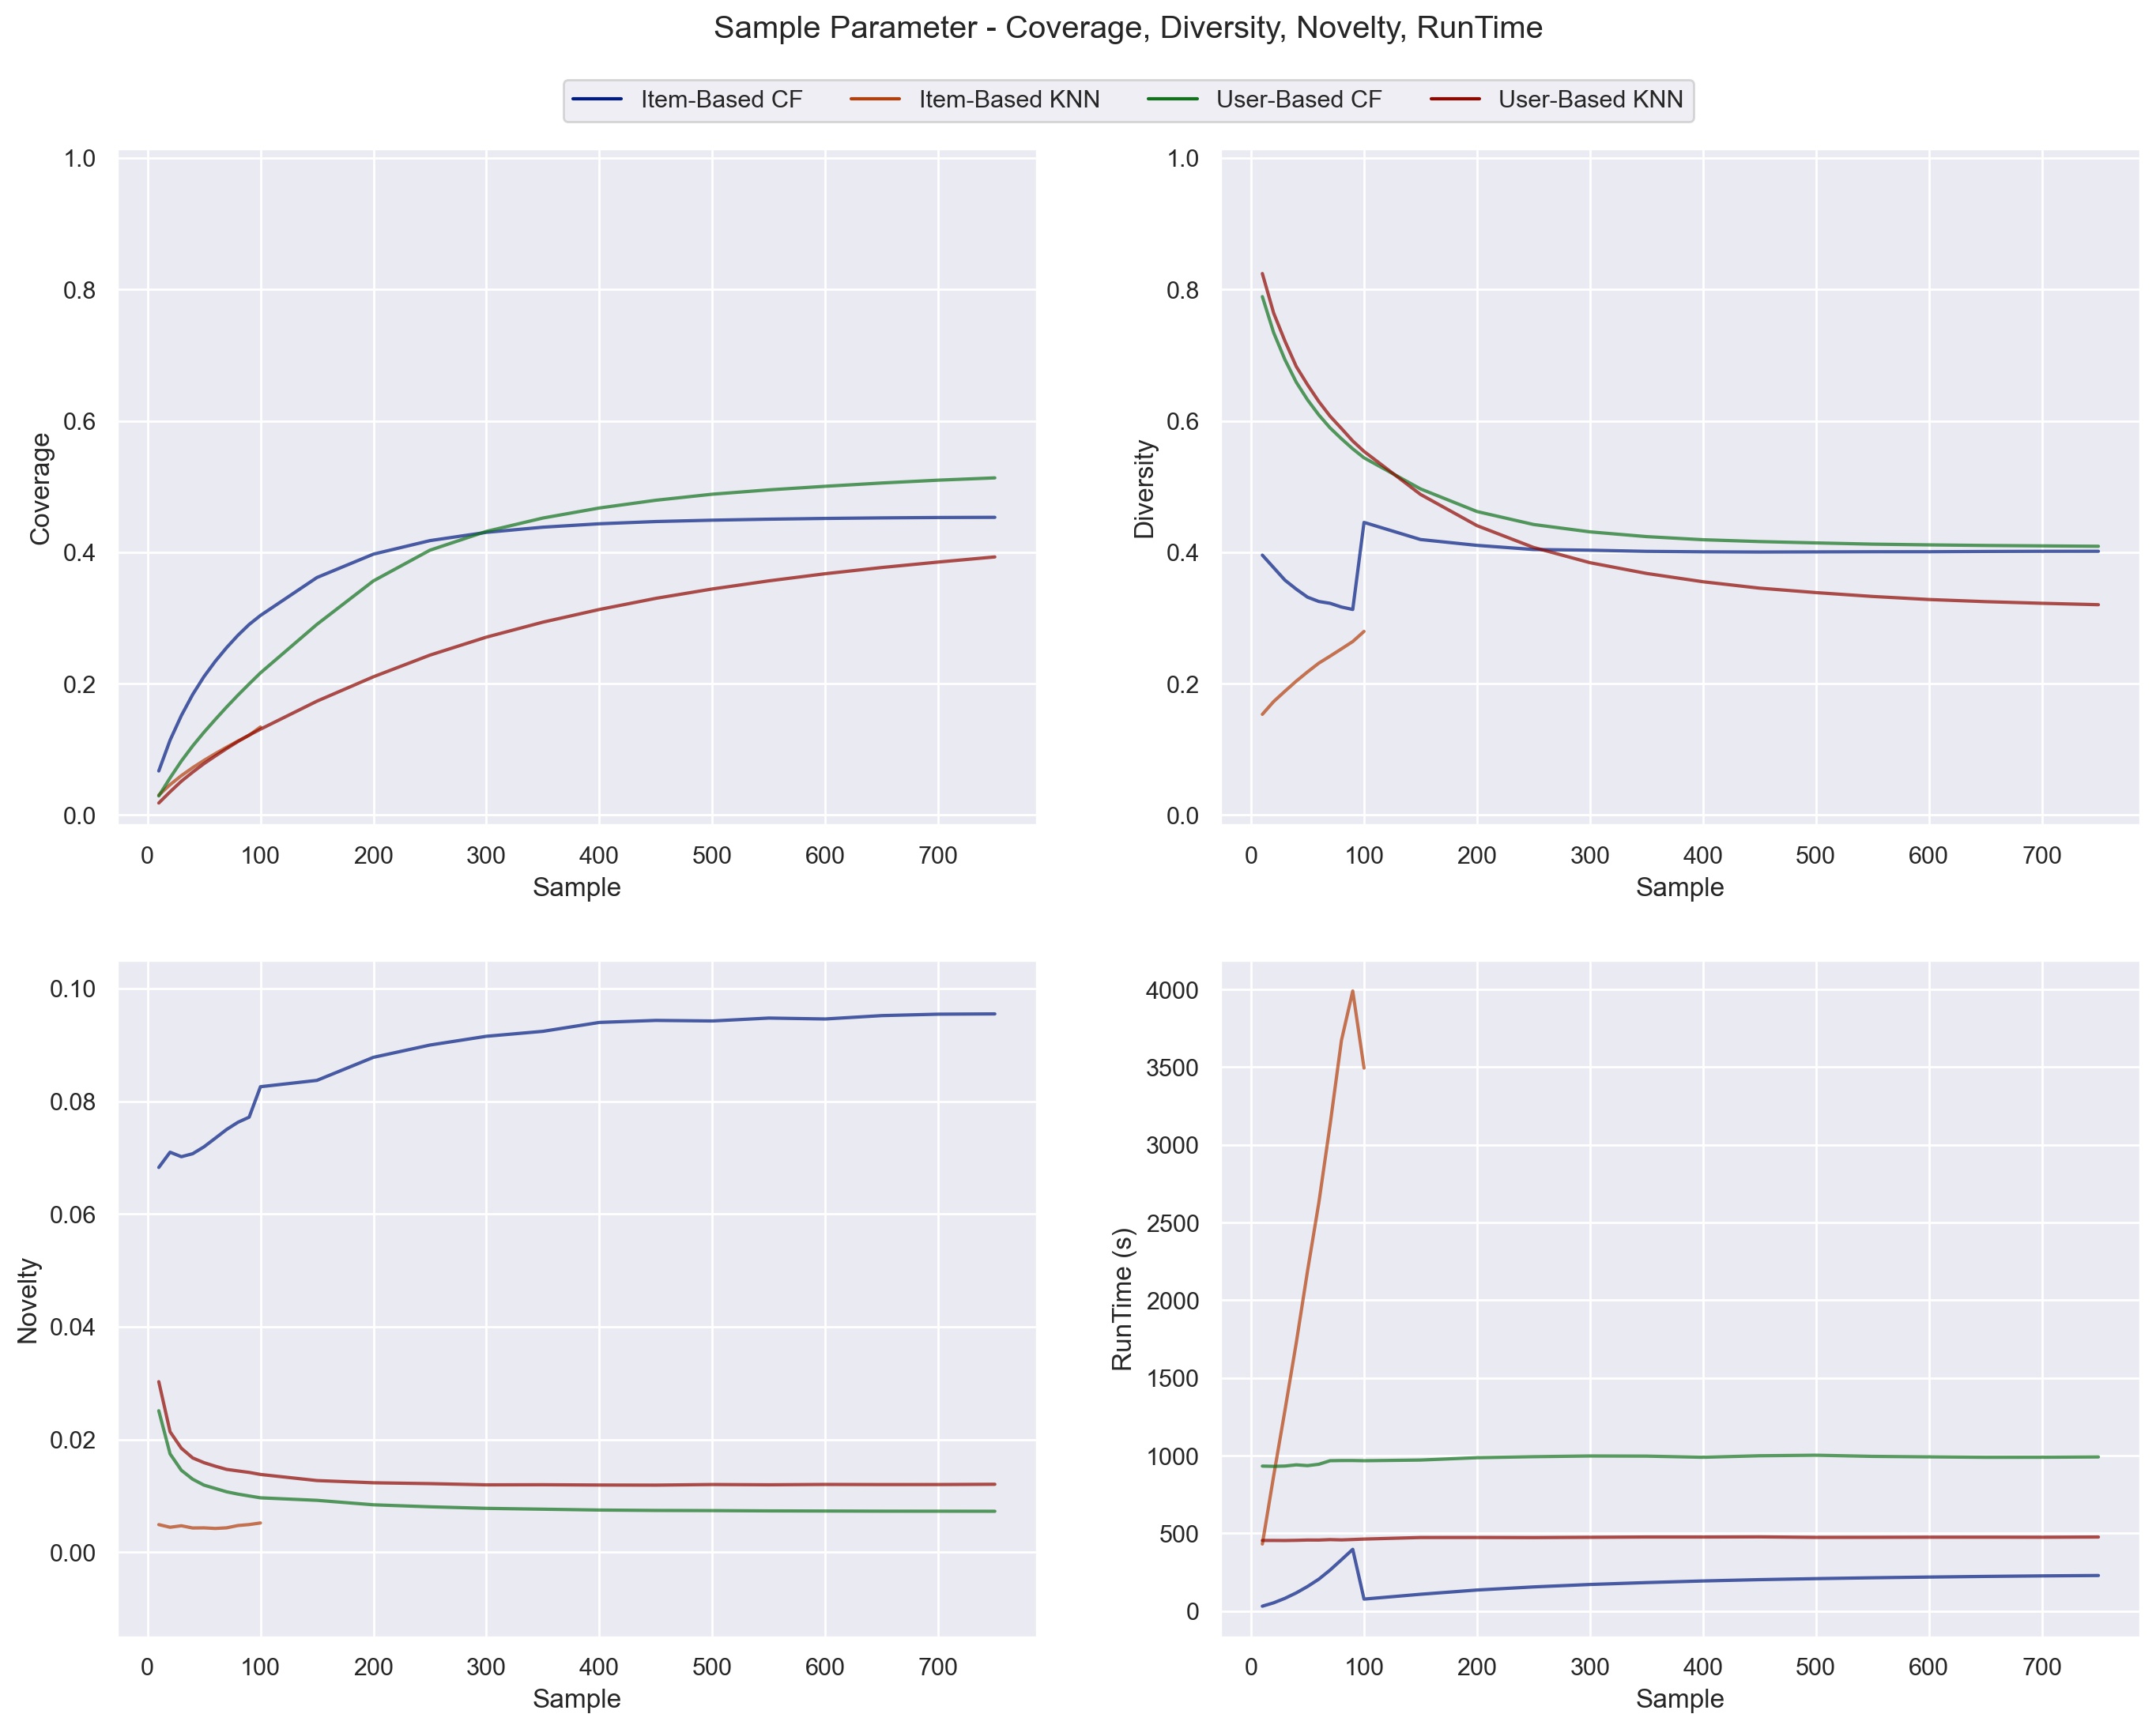 Sample Parameter - Coverage, Diversity, Novelty, RunTime
Item-Based CF Item-Based KNN User-Based CF User-Based KNN
1.0
0.8
0.6
0.4
0.2
0.0
Coverage
0 100 200 300 400 500 600 700
Sample
1.0
0.8
0.6
0.4
0.2
0.0
Diversity
0 100 200 300 400 500 600 700
Sample
0.10
0.08
0.06
0.04
0.02
0.00
Novelty
0 100 200 300 400 500 600 700
Sample
4000
3500
3000
2500
2000
1500
1000
500
0
RunTime (s)
0 100 200 300 400 500 600 700
Sample